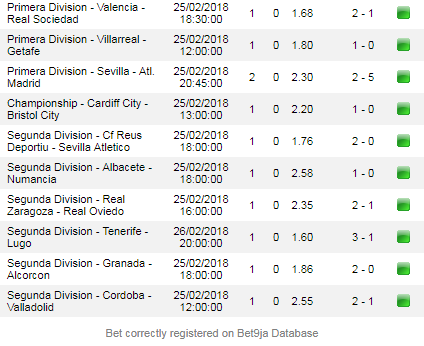 Primera Division - Valencia - 25/02/2018 1 0 1.68 2 - 1
Real Sociedad 18:30:00
Primera Division - Villarreal - 25/02/2018 1 0 1.80 1 - 0
Getafe 12:00:00
Primera Division - Sevilla - Atl. 25/02/2018 2 0 2.30 2 - 5
Madrid 20:45:00
Championship - Cardiff City - 25/02/2018 1 0 2.20 1 - 0
Bristol City 13:00:00
Segunda Division - Cf Reus 25/02/2018 1 0 1.76 2 - 0
Deportiu - Sevilla Atletico 18:00:00
Segunda Division - Albacete - 25/02/2018 1 0 2.58 1 - 0
Numancia 18:00:00
Segunda Division - Real 25/02/2018 1 0 2.35 2 - 1
Zaragoza - Real Oviedo 16:00:00
Segunda Division - Tenerife - 26/02/2018 1 0 1.60 3 - 1
Lugo 20:00:00
Segunda Division - Granada - 25/02/2018 1 0 1.86 2 - 0
Alcorcon 18:00:00
Segunda Division - Cordoba - 25/02/2018 1 0 2.55 2 - 1
Valladolid 12:00:00
Bet correctly registered on Bet9ja Database